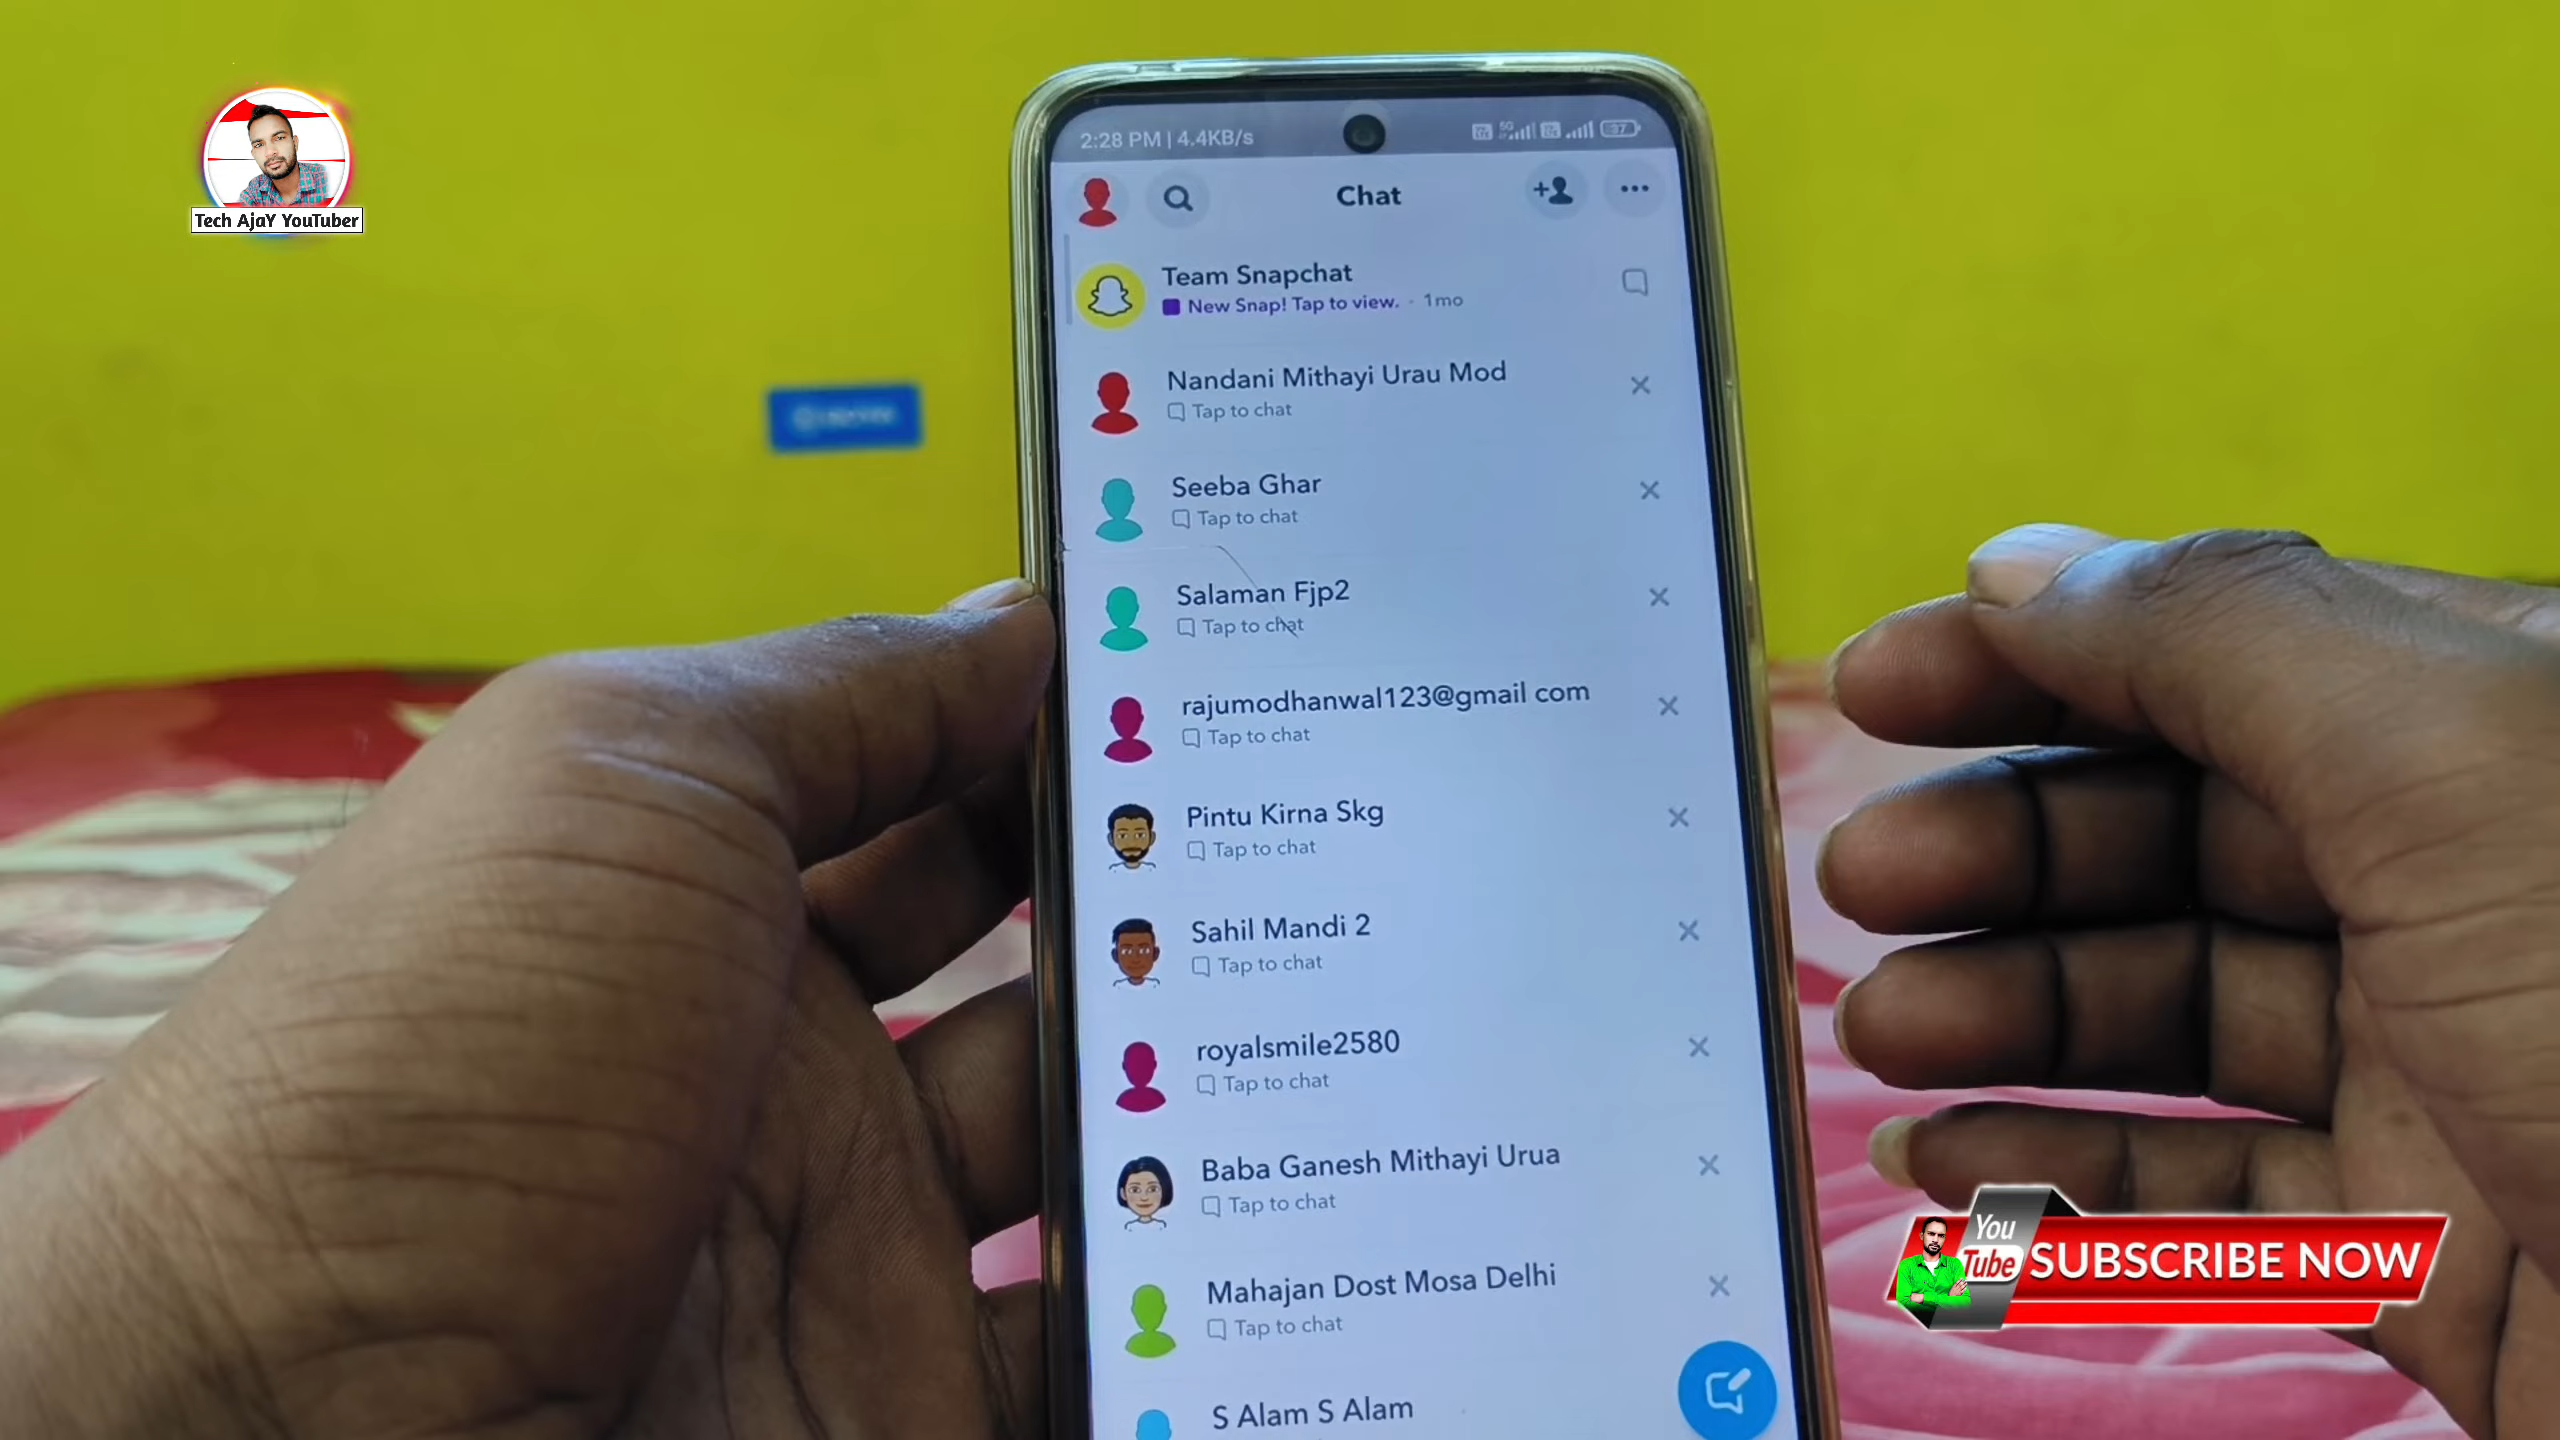 Tech AjaY YouTuber
2:28 PM | 4.4KB/s
5G
37
Chat
Team Snapchat
New Snap! Tap to view. · 1mo
Nandani Mithayi Urau Mod
Tap to chat
Seeba Ghar
Tap to chat
Salaman Fjp2
Tap to chat
rajumodhanwal123@gmail com
Tap to chat
Pintu Kirna Skg
Tap to chat
Sahil Mandi 2
Tap to chat
royalsmile2580
Tap to chat
Baba Ganesh Mithayi Urua
Tap to chat
Mahajan Dost Mosa Delhi
Tap to chat
S Alam S Alam
You
Tube
SUBSCRIBE NOW